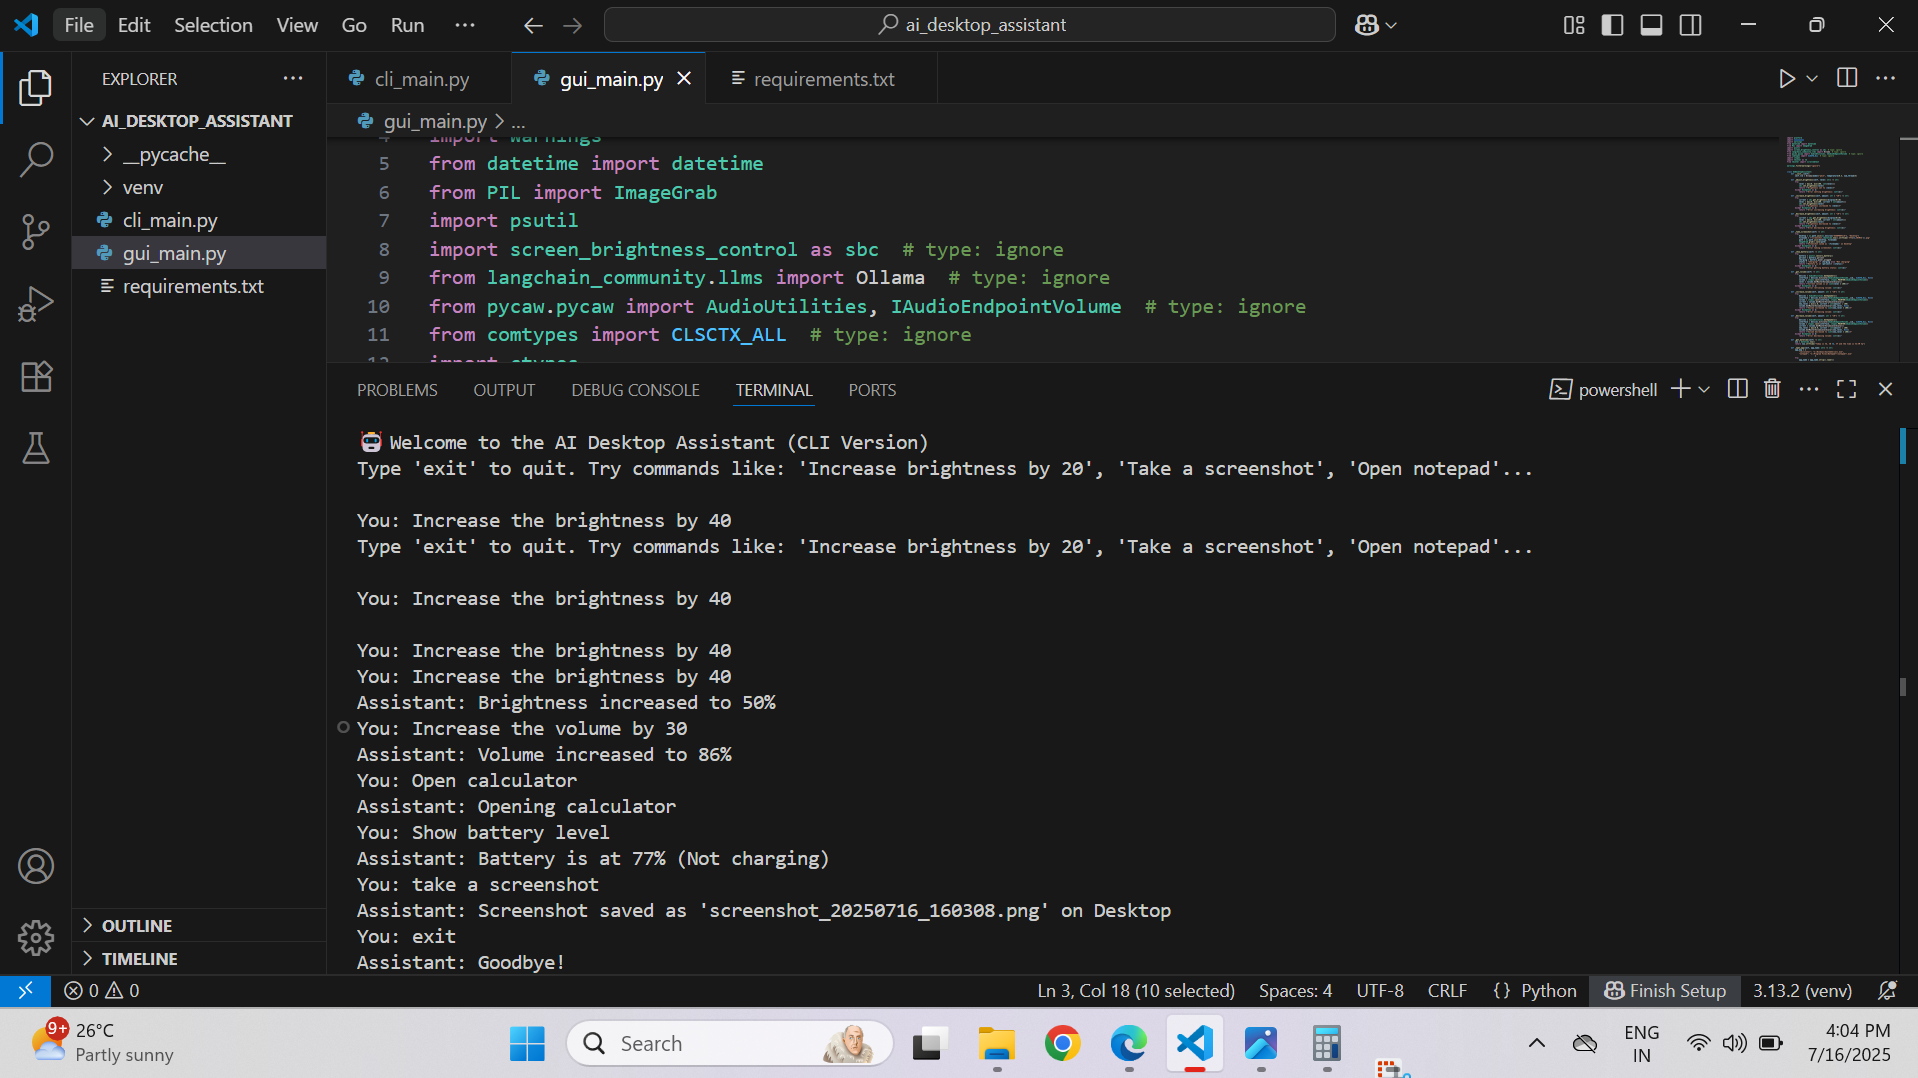 File Edit Selection View Go Run ··· ai_desktop_assistant
EXPLORER
AI_DESKTOP_ASSISTANT
__pycache__
venv
cli_main.py
gui_main.py
requirements.txt
OUTLINE
TIMELINE
cli_main.py gui_main.py requirements.txt
gui_main.py > ...
4 import warnings
5 from datetime import datetime
6 from PIL import ImageGrab
7 import psutil
8 import screen_brightness_control as sbc # type: ignore
9 from langchain_community.llms import Ollama # type: ignore
10 from pycaw.pycaw import AudioUtilities, IAudioEndpointVolume # type: ignore
11 from comtypes import CLSCTX_ALL # type: ignore
12 import ctypes
PROBLEMS OUTPUT DEBUG CONSOLE TERMINAL PORTS powershell
Welcome to the AI Desktop Assistant (CLI Version)
Type 'exit' to quit. Try commands like: 'Increase brightness by 20', 'Take a screenshot', 'Open notepad'...
You: Increase the brightness by 40
Type 'exit' to quit. Try commands like: 'Increase brightness by 20', 'Take a screenshot', 'Open notepad'...
You: Increase the brightness by 40
You: Increase the brightness by 40
You: Increase the brightness by 40
Assistant: Brightness increased to 50%
You: Increase the volume by 30
Assistant: Volume increased to 86%
You: Open calculator
Assistant: Opening calculator
You: Show battery level
Assistant: Battery is at 77% (Not charging)
You: take a screenshot
Assistant: Screenshot saved as 'screenshot_20250716_160308.png' on Desktop
You: exit
Assistant: Goodbye!
0 0 Ln 3, Col 18 (10 selected) Spaces: 4 UTF-8 CRLF {} Python Finish Setup 3.13.2 (venv)
9+ 26°C
Partly sunny
Search
ENG
IN
4:04 PM
7/16/2025